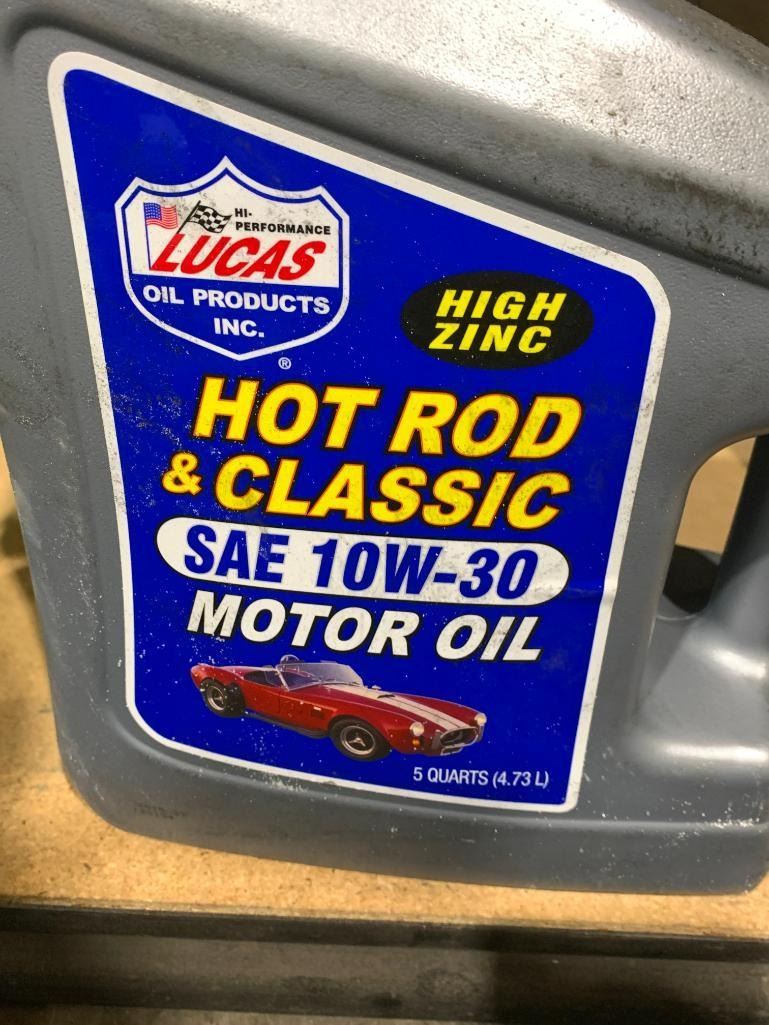 HI-
PERFORMANCE
LUCAS
OIL PRODUCTS
INC.
®
HIGH
ZINC
HOT ROD
& CLASSIC
SAE 10W-30
MOTOR OIL
5 QUARTS (4.73 L)